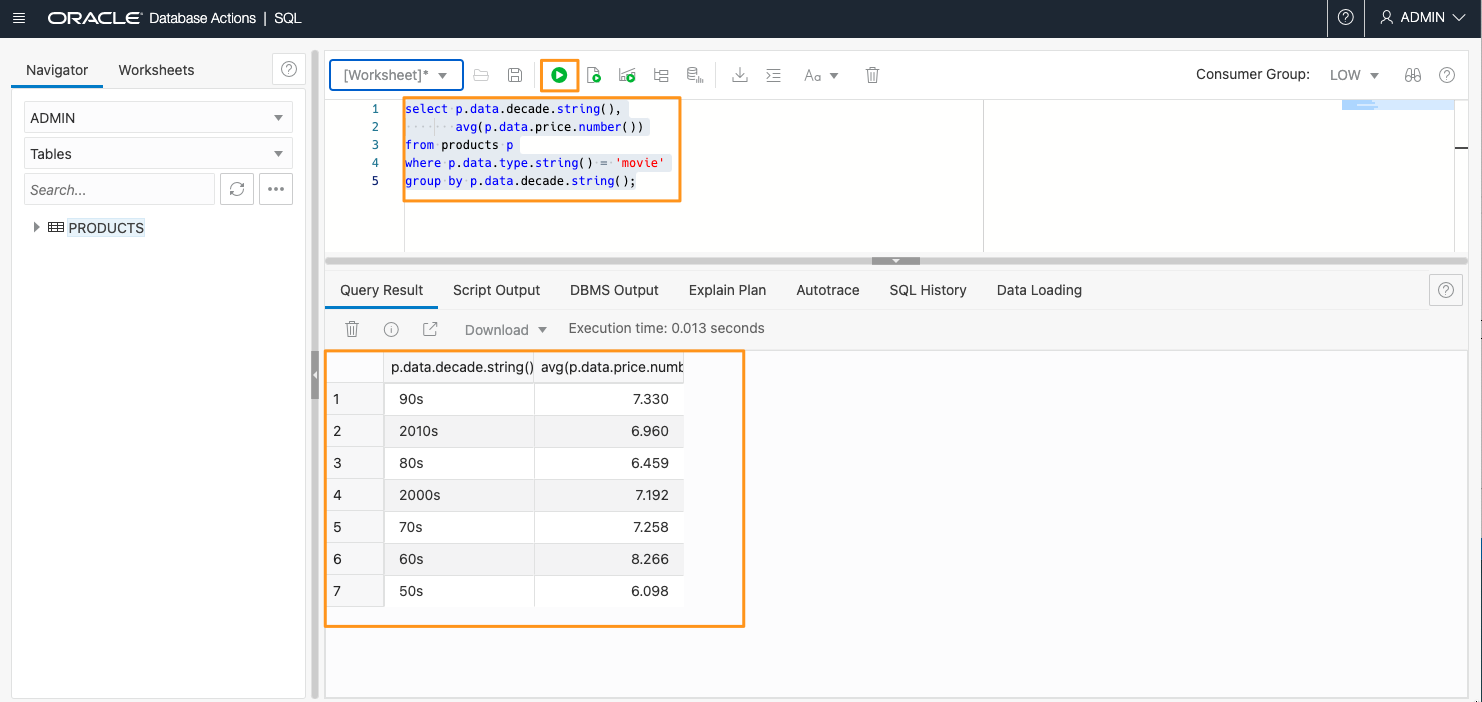 ORACLE Database Actions | SQL
ADMIN
Navigator Worksheets
ADMIN
Tables
Search...
PRODUCTS
[Worksheet]*
Aa
Consumer Group: LOW
1 select p.data.decade.string(),
2 avg(p.data.price.number())
3 from products p
4 where p.data.type.string() = 'movie'
5 group by p.data.decade.string();
Query Result Script Output DBMS Output Explain Plan Autotrace SQL History Data Loading
Download Execution time: 0.013 seconds
p.data.decade.string() avg(p.data.price.numb
1 90s 7.330
2 2010s 6.960
3 80s 6.459
4 2000s 7.192
5 70s 7.258
6 60s 8.266
7 50s 6.098